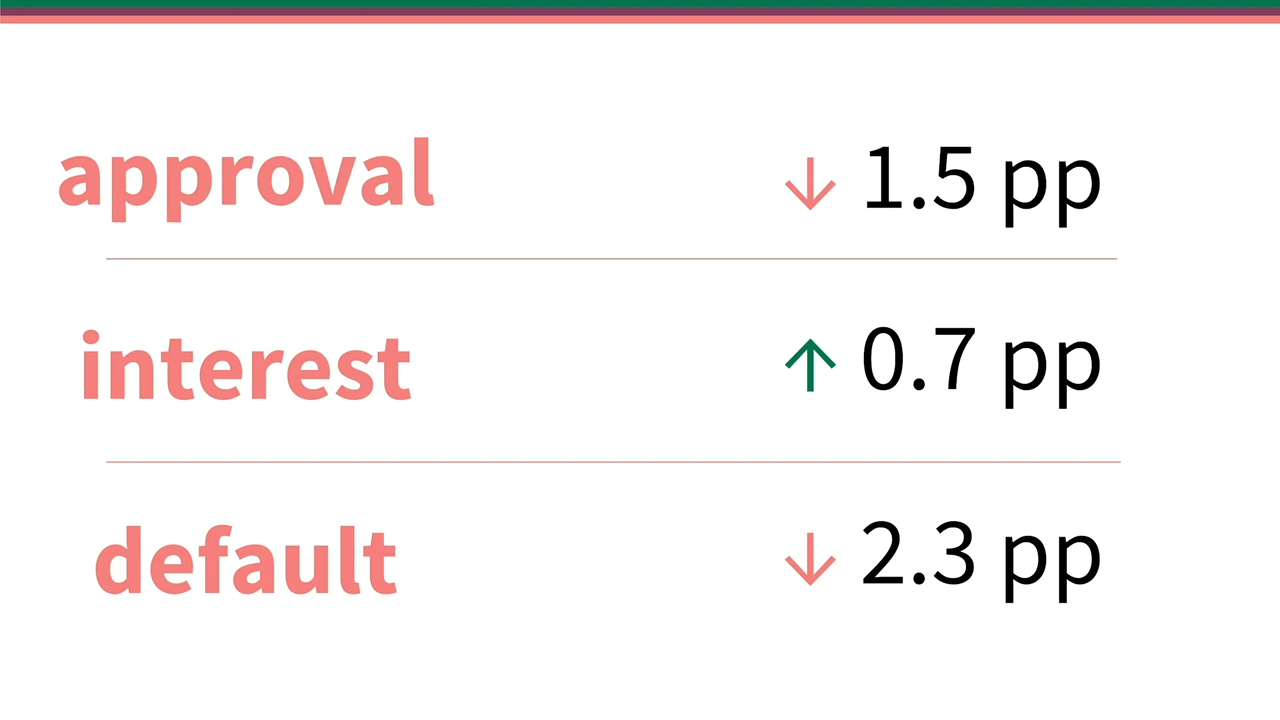 approval ↓ 1.5 pp
interest ↑ 0.7 pp
default ↓ 2.3 pp